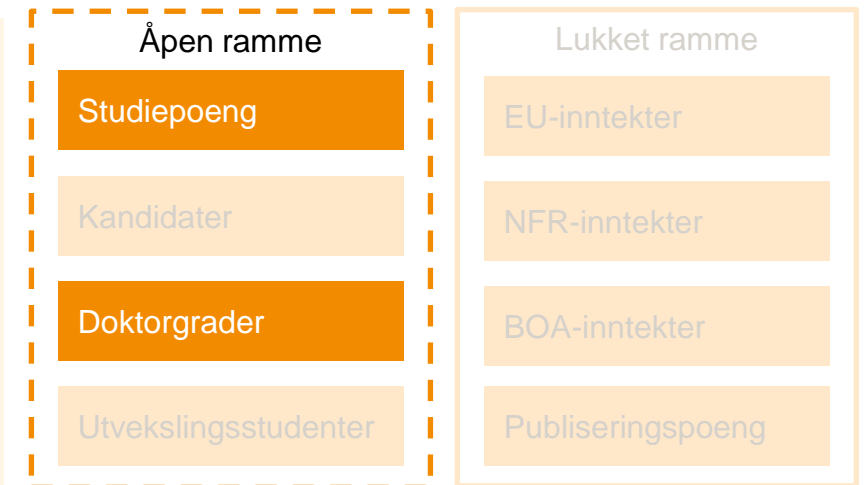 Åpen ramme
Studiepoeng
Kandidater
Doktorgrader
Utvekslingsstudenter
Lukket ramme
EU-inntekter
NFR-inntekter
BOA-inntekter
Publiseringspoeng